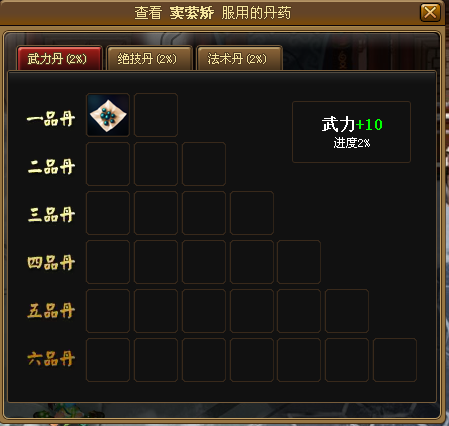 查看 窦萦矫 服用的丹药
武力丹(2%) 绝技丹(2%) 法术丹(2%)
一品丹
武力+10
进度2%
二品丹
三品丹
四品丹
五品丹
六品丹